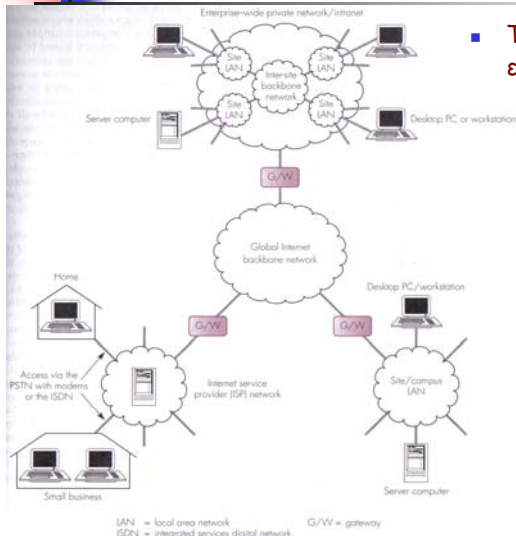 Enterprise-wide private network/intranet
Site
LAN
Site
LAN
Inter-site
backbone
network
Site
LAN
Site
LAN
Server computer
Desktop PC or workstation
G/W
Global Internet
backbone network
Home
Desktop PC/workstation
G/W
G/W
Access via the
PSTN with modems
or the ISDN
Internet service
provider (ISP) network
Site/campus
LAN
Small business
Server computer
LAN = local area network
G/W = gateway
ISDN = integrated services digital network